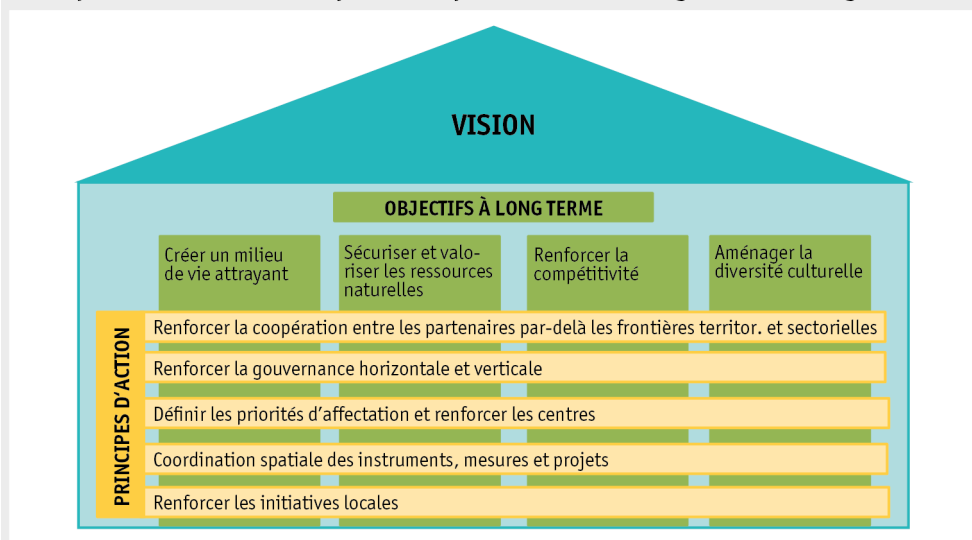 VISION
OBJECTIFS À LONG TERME
Créer un milieu
de vie attrayant
Sécuriser et valo-
riser les ressources
naturelles
Renforcer la
compétitivité
Aménager la
diversité culturelle
PRINCIPES D'ACTION
Renforcer la coopération entre les partenaires par-delà les frontières territor. et sectorielles
Renforcer la gouvernance horizontale et verticale
Définir les priorités d'affectation et renforcer les centres
Coordination spatiale des instruments, mesures et projets
Renforcer les initiatives locales